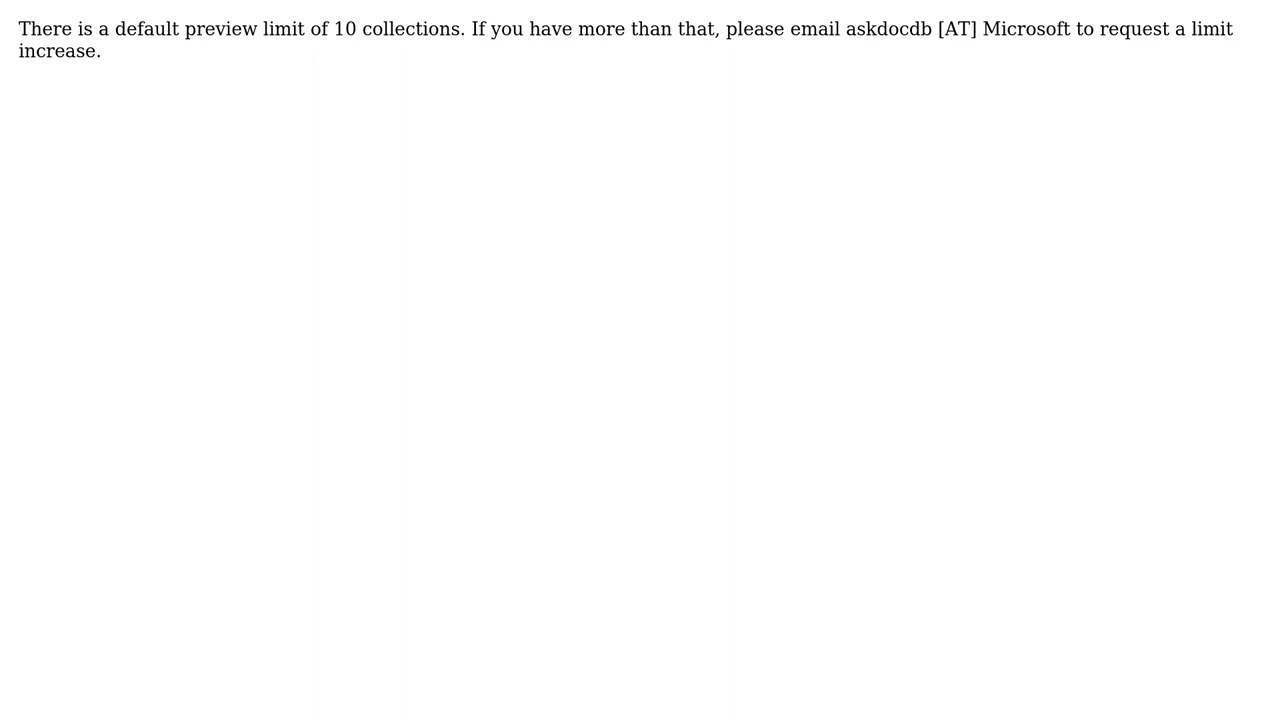 There is a default preview limit of 10 collections. If you have more than that, please email askdocdb [AT] Microsoft to request a limit
increase.